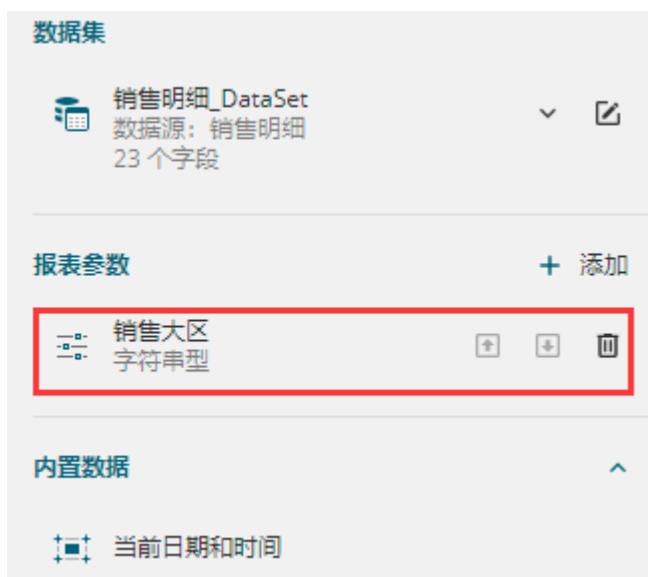 数据集
销售明细_DataSet
数据源：销售明细
23 个字段
报表参数
+ 添加
销售大区
字符串型
内置数据
当前日期和时间